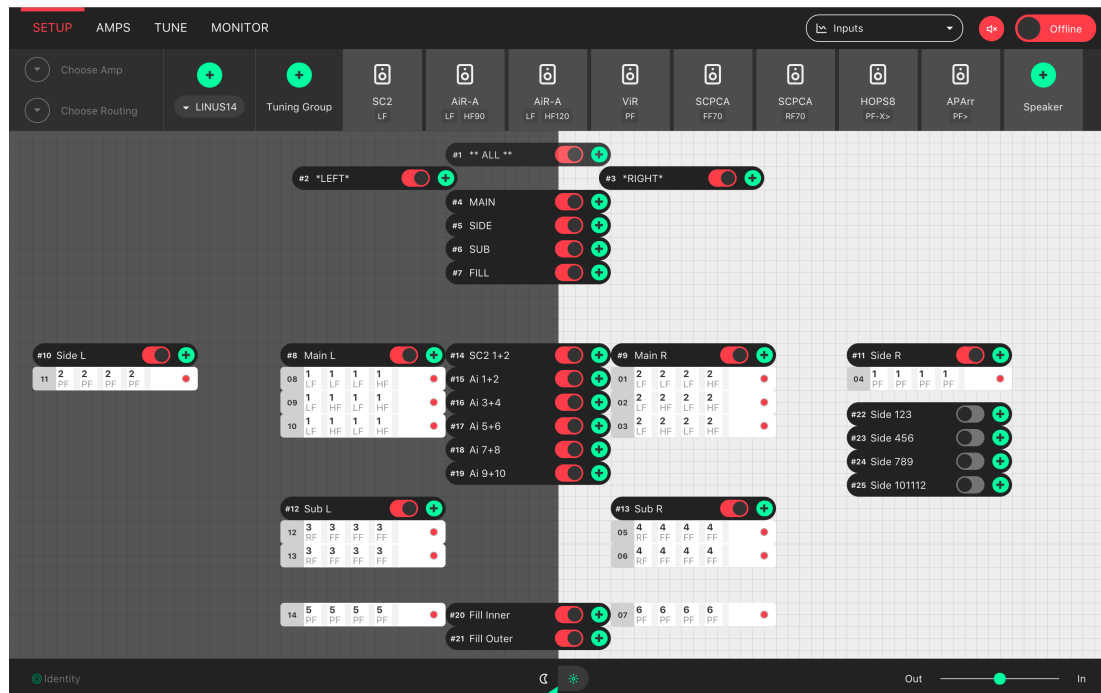 SETUP AMPS TUNE MONITOR Inputs Offline
Choose Amp
Choose Routing
LINUS14
Tuning Group
SC2
LF
AiR-A
LF HF90
AiR-A
LF HF120
ViR
PF
SCPCA
FF70
SCPCA
RF70
HOPS8
PF-X>
APArr
PF>
Speaker
#1 ** ALL **
#2 *LEFT*
#3 *RIGHT*
#4 MAIN
#5 SIDE
#6 SUB
#7 FILL
#10 Side L
11 2 2 2 2
PF PF PF PF
#8 Main L
08 1 1 1 1
LF LF LF HF
09 1 1 1 1
LF HF LF HF
10 1 1 1 1
LF HF LF HF
#14 SC2 1+2
#15 Ai 1+2
#16 Ai 3+4
#17 Ai 5+6
#18 Ai 7+8
#19 Ai 9+10
#9 Main R
01 2 2 2 2
LF LF LF HF
02 2 2 2 2
LF HF LF HF
03 2 2 2 2
LF HF LF HF
#11 Side R
04 1 1 1 1
PF PF PF PF
#22 Side 123
#23 Side 456
#24 Side 789
#25 Side 101112
#12 Sub L
12 3 3 3 3
RF FF FF FF
13 3 3 3 3
RF FF FF FF
#13 Sub R
05 4 4 4 4
RF FF FF FF
06 4 4 4 4
RF FF FF FF
14 5 5 5 5
PF PF PF PF
#20 Fill Inner
#21 Fill Outer
07 6 6 6 6
PF PF PF PF
Identity
Out In